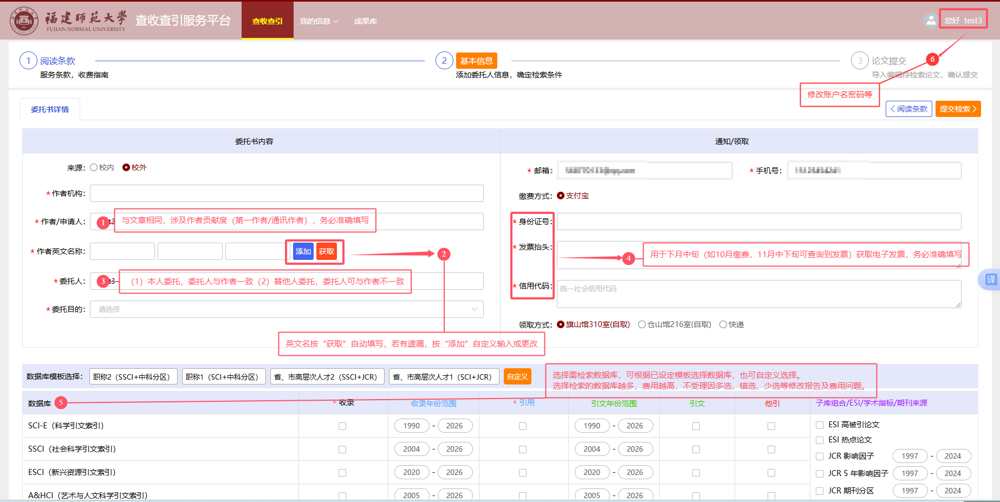 福建师范大学
FUJIAN NORMAL UNIVERSITY
查收查引服务平台
查收查引
我的信息
成果库
您好 test3
1 阅读条款
服务条款，收费指南
2 基本信息
添加委托人信息，确定检索条件
3 论文提交
导入编辑待检索论文，确认提交
6
修改账户名密码等
委托书详情
阅读条款
提交检索
委托书内容
通知/领取
来源： 校内 校外
* 作者机构：
* 作者/申请人：
1 与文章相同，涉及作者贡献度（第一作者/通讯作者），务必准确填写
* 作者英文名称：
添加 获取
2
* 委托人：
3 （1）本人委托，委托人与作者一致（2）替他人委托，委托人可与作者不一致
* 委托目的： 请选择
英文名按“获取”自动填写，若有遗漏，按“添加”自定义输入或更改
* 邮箱：
* 手机号：
缴费方式： 支付宝
* 身份证号：
* 发票抬头：
4 用于下月中旬（如10月缴费，11月中下旬可查询到发票）获取电子发票，务必准确填写
* 信用代码： 统一社会信用代码
领取方式： 旗山馆310室(自取) 仓山馆216室(自取) 快递
译
数据库模板选择： 职称2（SSCI+中科分区） 职称1（SCI+中科分区） 省、市高层次人才2（SSCI+JCR） 省、市高层次人才1（SCI+JCR） 自定义
选择需检索数据库，可根据已设定模板选择数据库，也可自定义选择。
选择检索的数据库越多，费用越高，不受理因多选、错选、少选等修改报告及费用问题。
数据库 5 * 收录 收录年份范围 * 引用 引文年份范围 引文 他引 子库组合/ESI/学术指标/期刊来源
SCI-E（科学引文索引） 1990 - 2026 1990 - 2026
SSCI（社会科学引文索引） 2004 - 2026 2004 - 2026
ESCI（新兴资源引文索引） 2020 - 2026 2020 - 2026
A&HCI（艺术与人文科学引文索引） 2005 - 2026 2005 - 2026
ESI 高被引论文
ESI 热点论文
JCR 影响因子 1997 - 2024
JCR 5 年影响因子 1997 - 2024
JCR 期刊分区 1997 - 2024